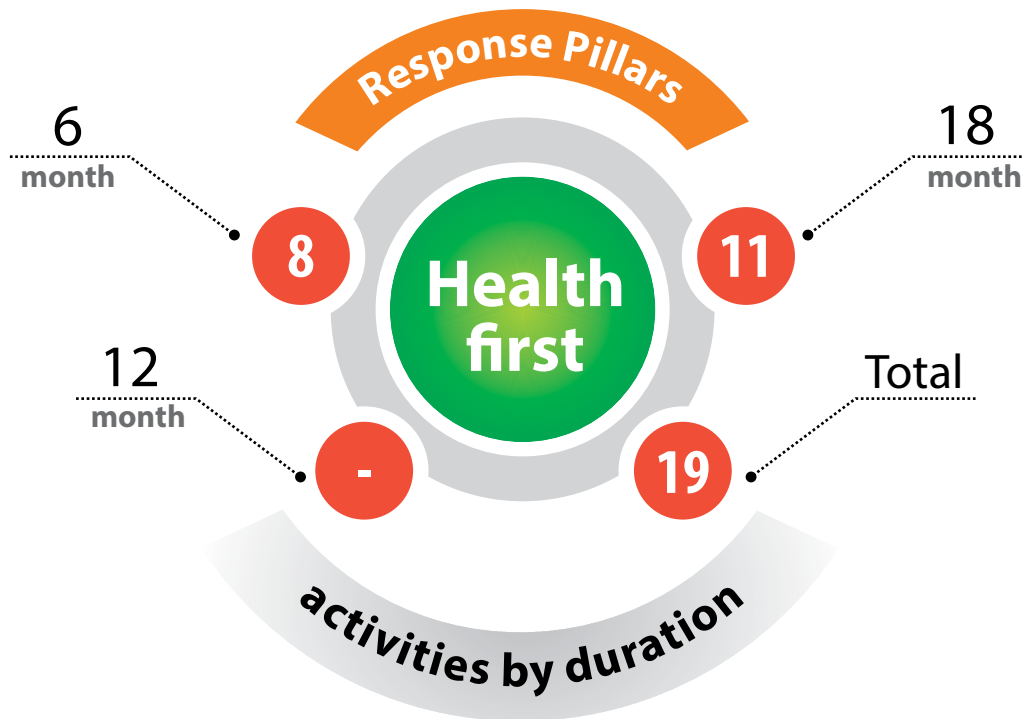 Response Pillars
6
month
18
month
8
11
Health
first
12
month
Total
-
19
activities by duration